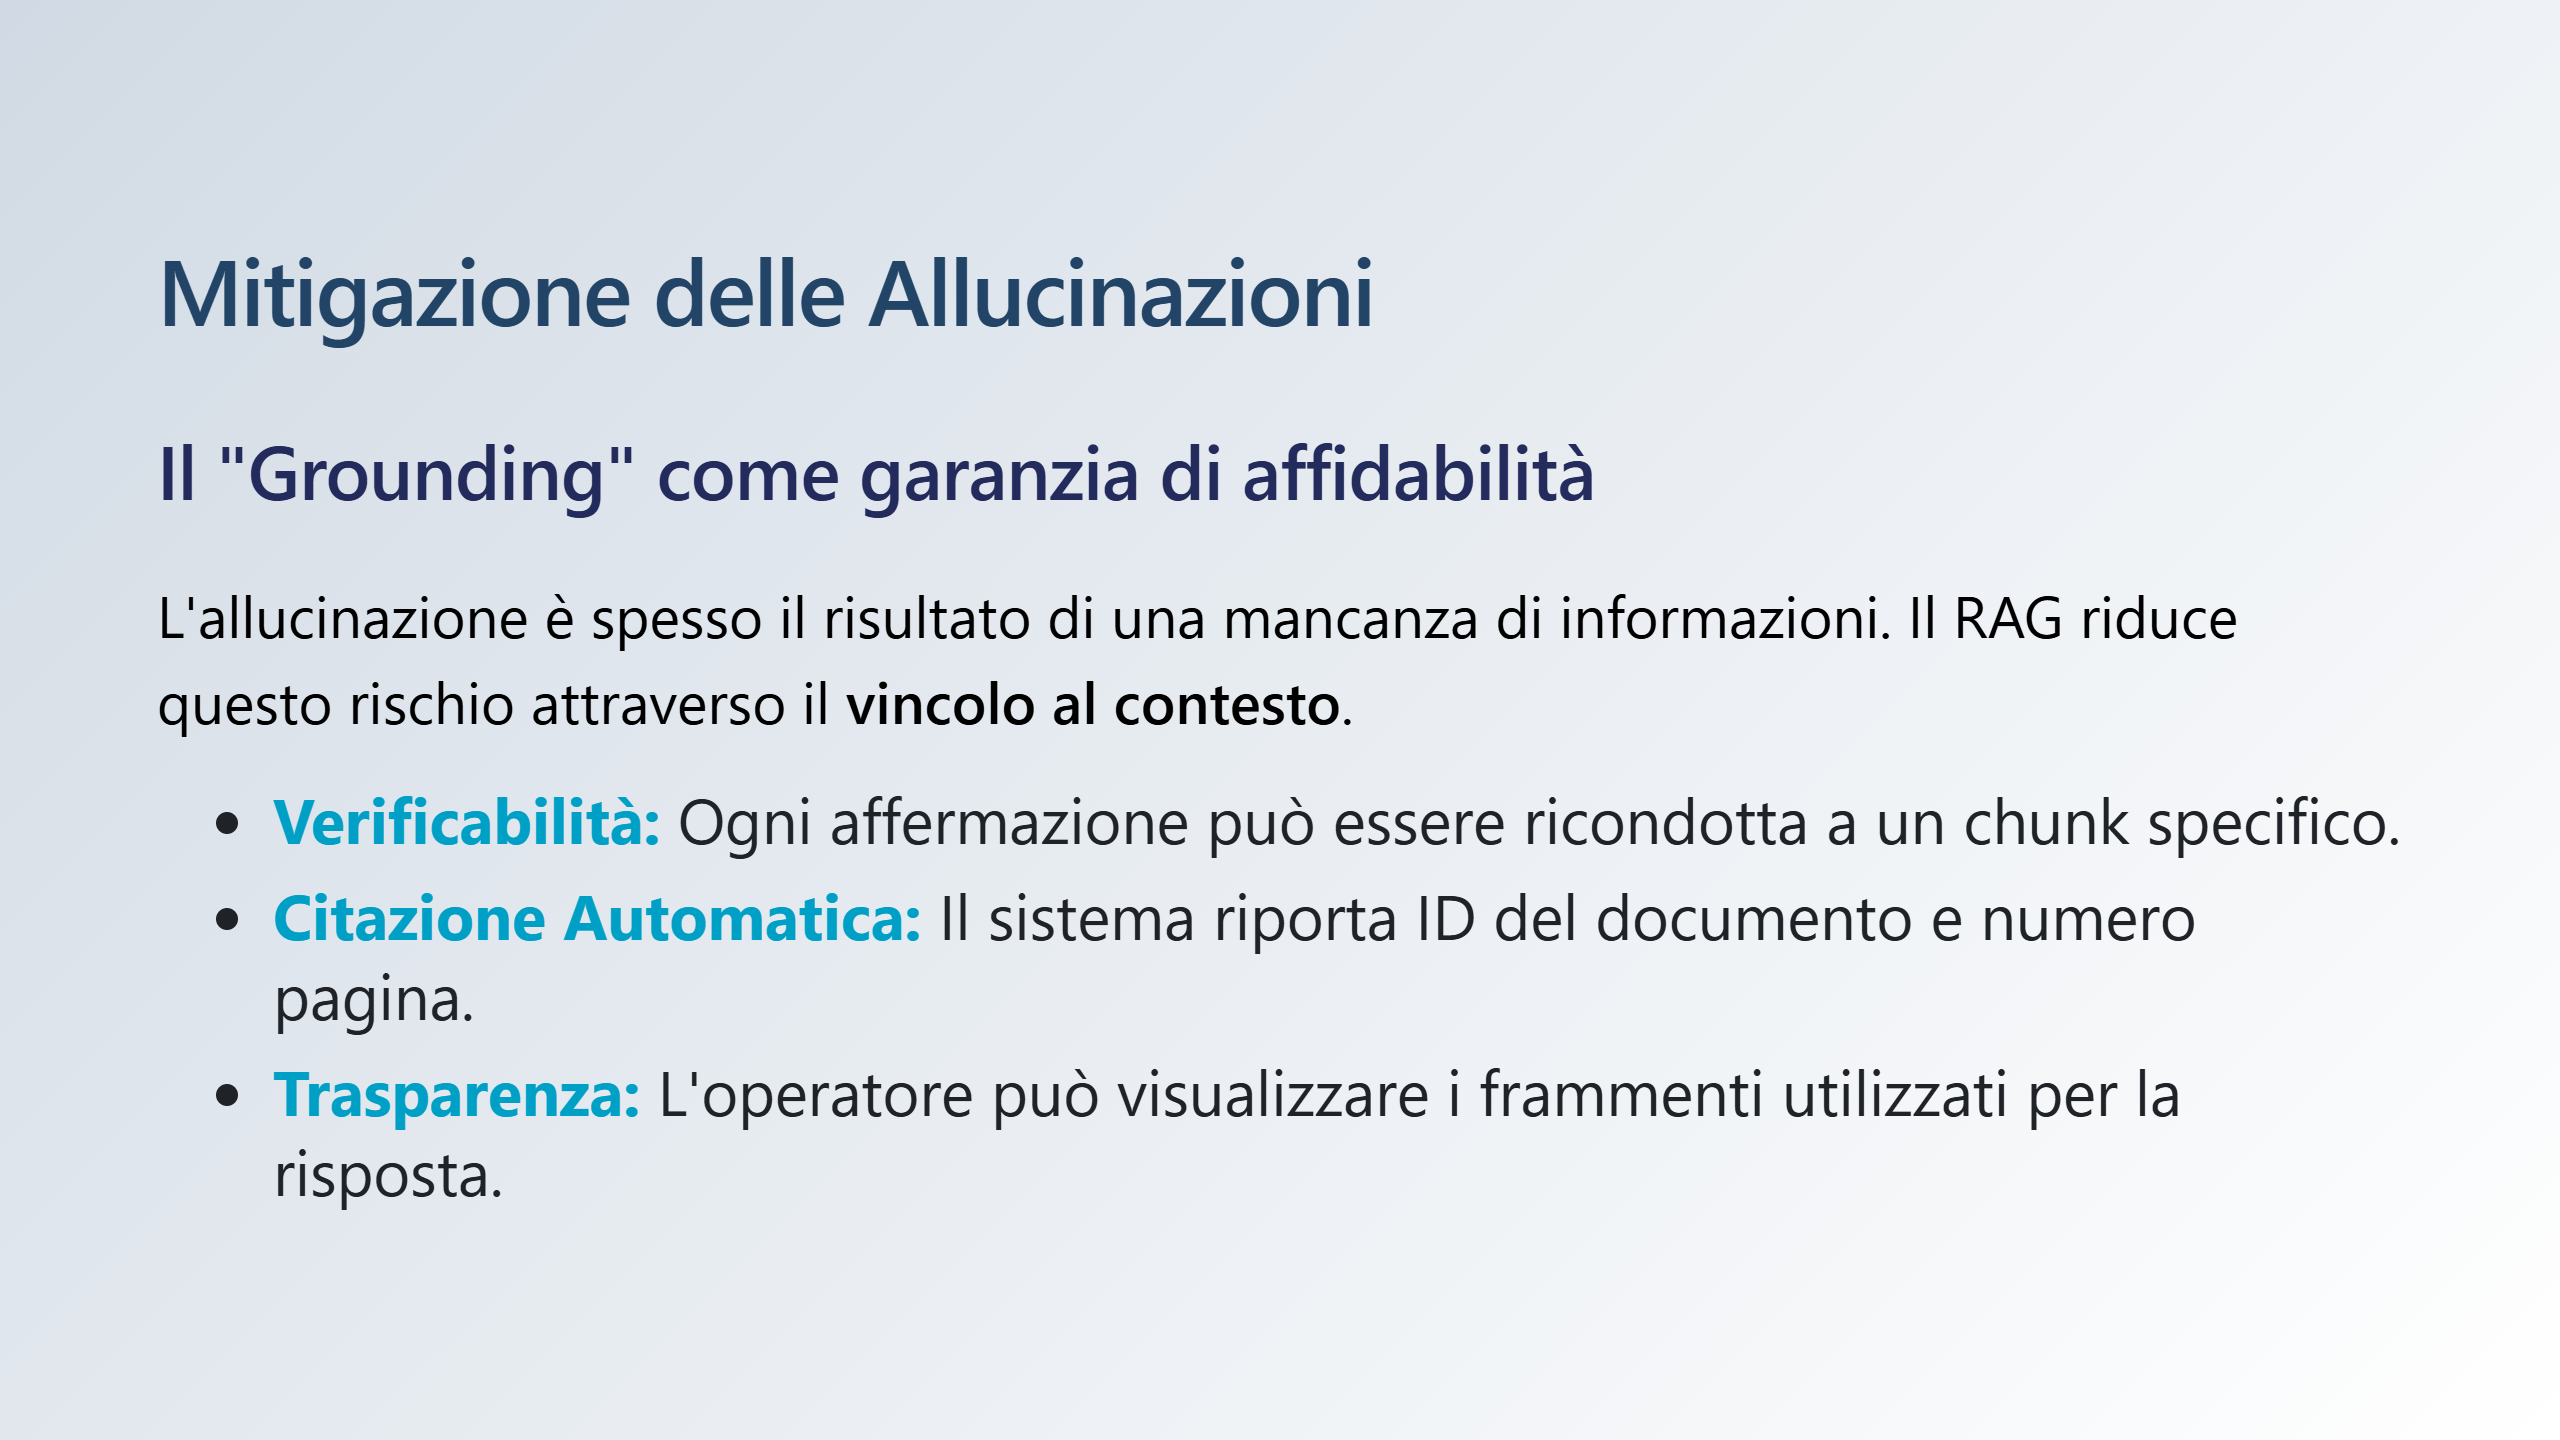 Mitigazione delle Allucinazioni
Il "Grounding" come garanzia di affidabilità
L'allucinazione è spesso il risultato di una mancanza di informazioni. Il RAG riduce
questo rischio attraverso il vincolo al contesto.
• Verificabilità: Ogni affermazione può essere ricondotta a un chunk specifico.
• Citazione Automatica: Il sistema riporta ID del documento e numero
pagina.
• Trasparenza: L'operatore può visualizzare i frammenti utilizzati per la
risposta.